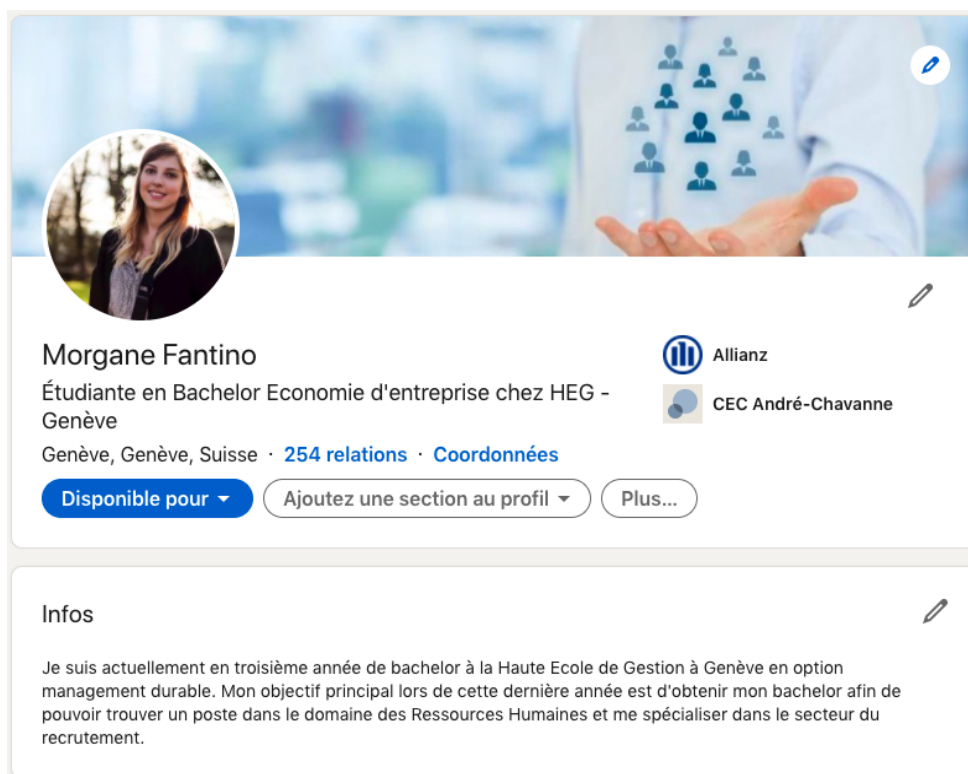 Morgane Fantino
Étudiante en Bachelor Economie d'entreprise chez HEG -
Genève
Genève, Genève, Suisse · 254 relations · Coordonnées
Allianz
CEC André-Chavanne
Disponible pour
Ajoutez une section au profil
Plus...
Infos
Je suis actuellement en troisième année de bachelor à la Haute Ecole de Gestion à Genève en option
management durable. Mon objectif principal lors de cette dernière année est d'obtenir mon bachelor afin de
pouvoir trouver un poste dans le domaine des Ressources Humaines et me spécialiser dans le secteur du
recrutement.